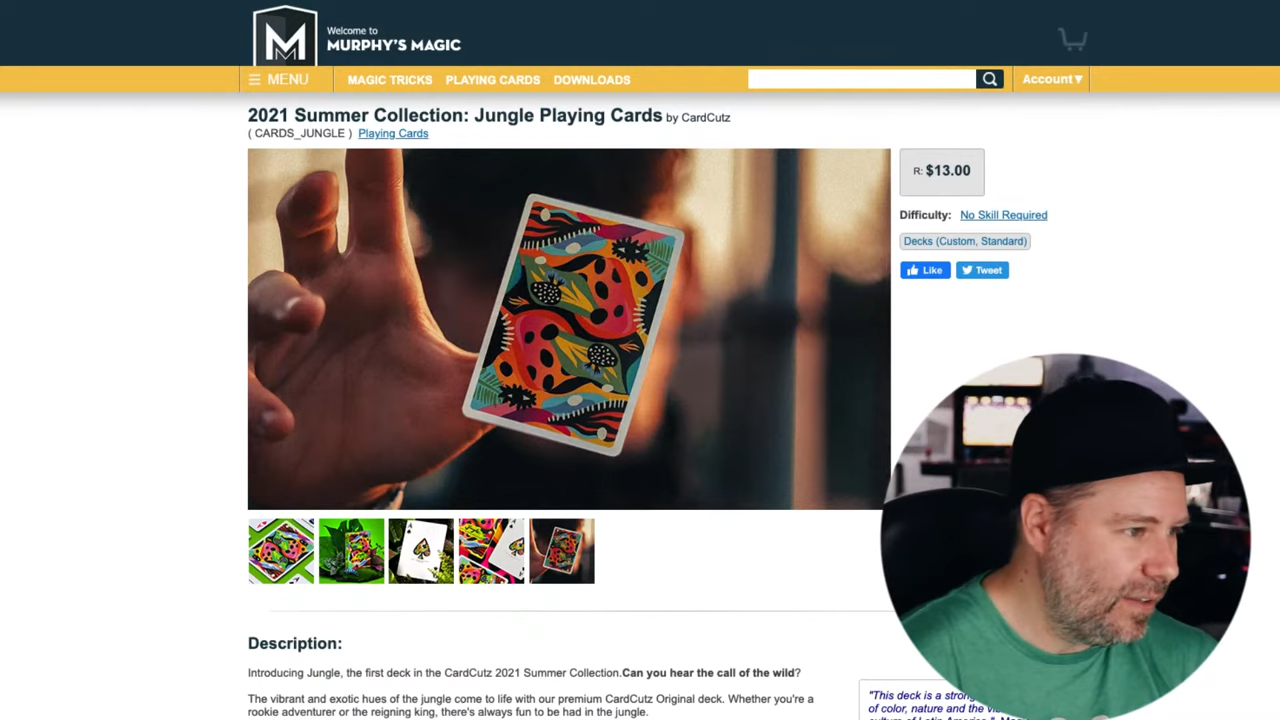 Welcome to
MURPHY'S MAGIC
MENU
MAGIC TRICKS
PLAYING CARDS
DOWNLOADS
Account▾
2021 Summer Collection: Jungle Playing Cards by CardCutz
( CARDS_JUNGLE ) Playing Cards
R: $13.00
Difficulty: No Skill Required
Decks (Custom, Standard)
Like
Tweet
Description:
Introducing Jungle, the first deck in the CardCutz 2021 Summer Collection.Can you hear the call of the wild?
The vibrant and exotic hues of the jungle come to life with our premium CardCutz Original deck. Whether you're a
rookie adventurer or the reigning king, there's always fun to be had in the jungle.
"This deck is a
of color, nature and the